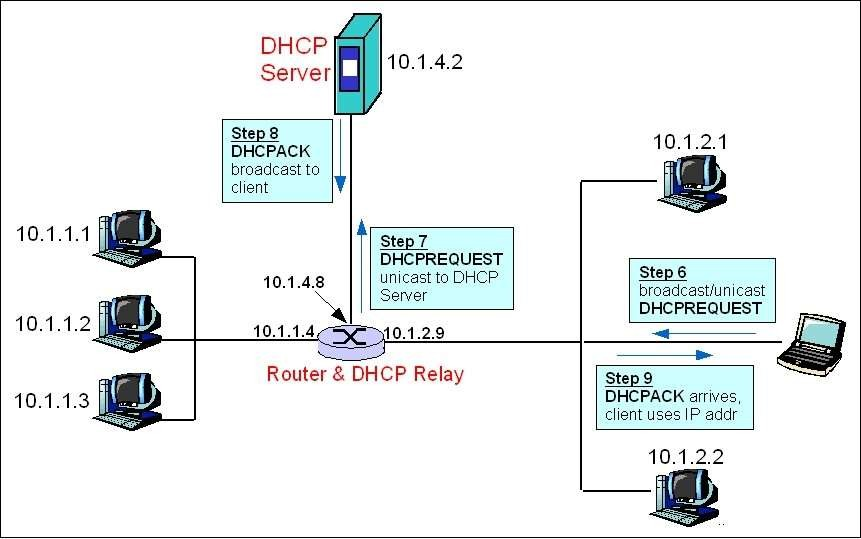 DHCP
Server
10.1.4.2
Step 8
DHCPACK
broadcast to
client
10.1.2.1
10.1.1.1
Step 7
DHCPREQUEST
unicast to DHCP
Server
Step 6
broadcast/unicast
DHCPREQUEST
10.1.4.8
10.1.1.2
10.1.1.4
10.1.2.9
Router & DHCP Relay
Step 9
DHCPACK arrives,
client uses IP addr
10.1.1.3
10.1.2.2